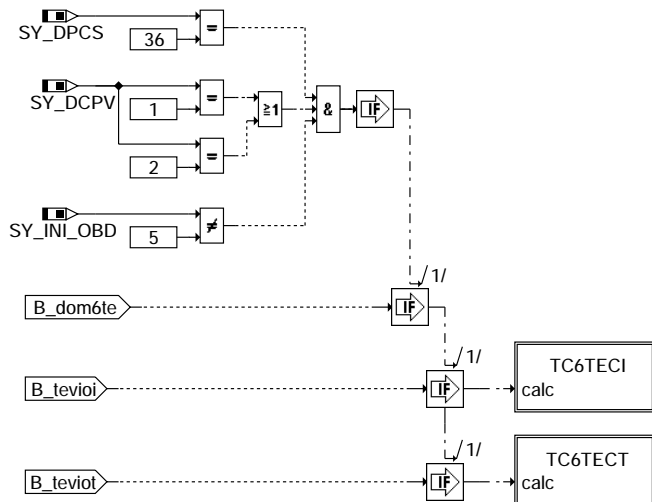 SY_DPCS
36
=
SY_DCPV
1
=
≧1
&
IF
2
=
SY_INI_OBD
5
≠
/1/
B_dom6te
IF
/1/
TC6TECI
B_tevioi
IF
calc
/1/
TC6TECT
B_teviot
IF
calc